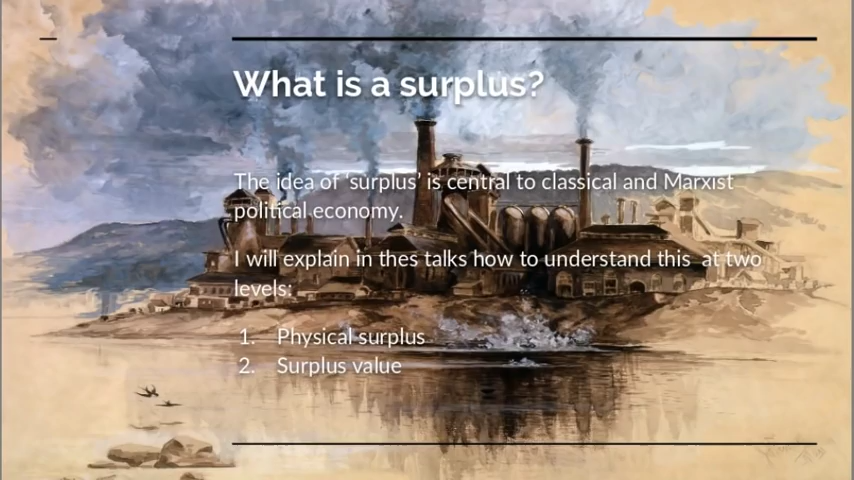 What is a surplus?
The idea of ‘surplus’ is central to classical and Marxist
political economy.
I will explain in thes talks how to understand this  at two
levels:
1. Physical surplus
2. Surplus value